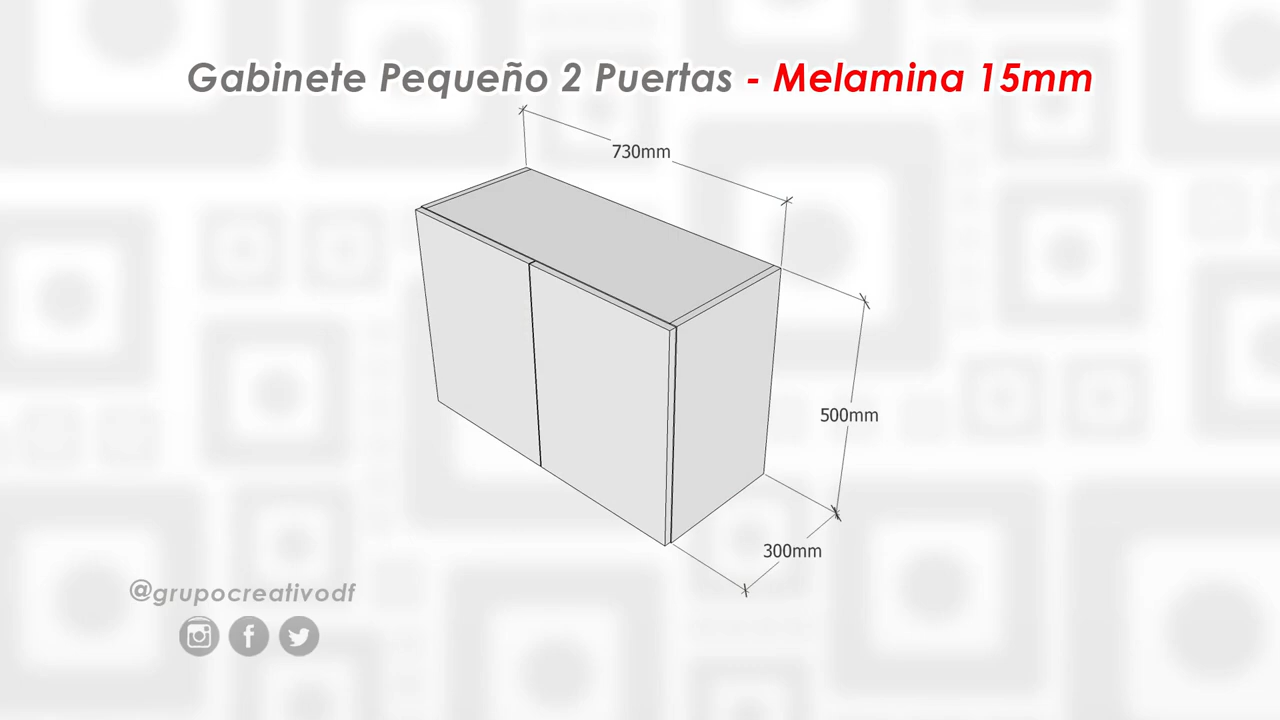 Gabinete Pequeño 2 Puertas - Melamina 15mm
730mm
500mm
300mm
@grupocreativodf